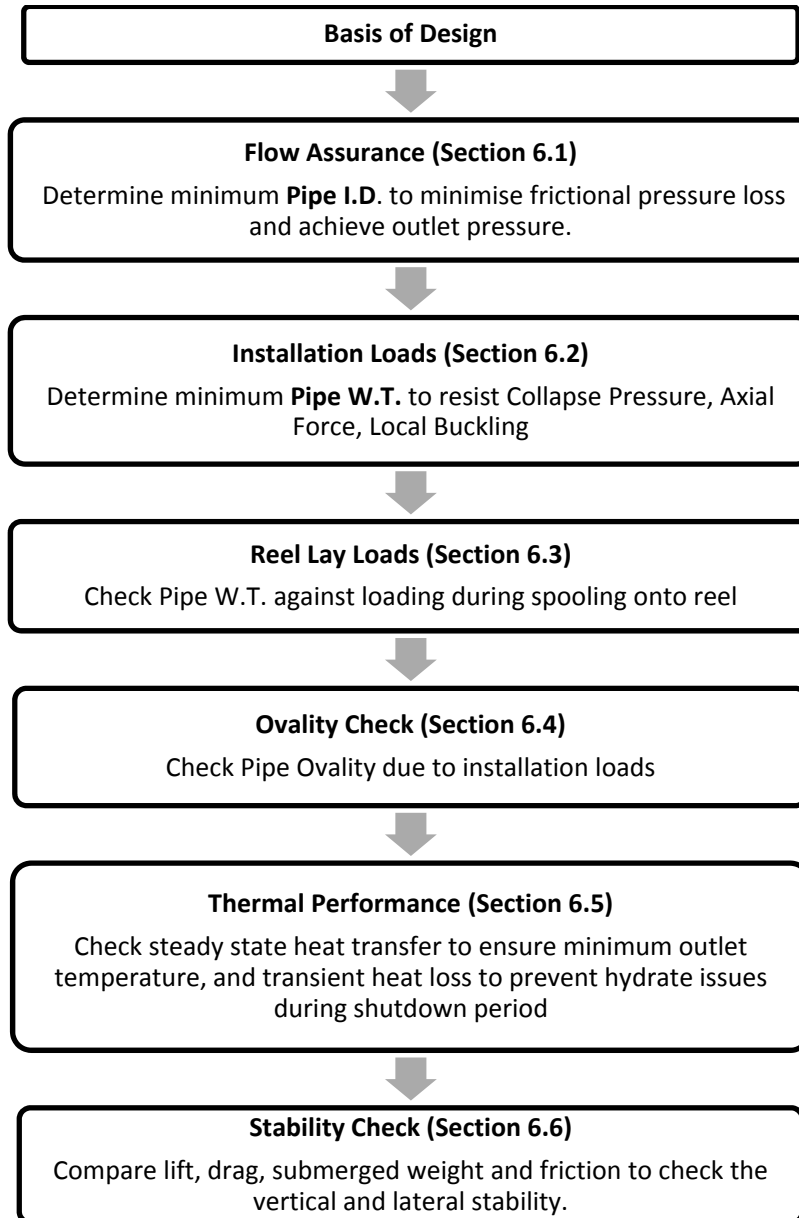 Basis of Design
Flow Assurance (Section 6.1)
Determine minimum Pipe I.D. to minimise frictional pressure loss
and achieve outlet pressure.
Installation Loads (Section 6.2)
Determine minimum Pipe W.T. to resist Collapse Pressure, Axial
Force, Local Buckling
Reel Lay Loads (Section 6.3)
Check Pipe W.T. against loading during spooling onto reel
Ovality Check (Section 6.4)
Check Pipe Ovality due to installation loads
Thermal Performance (Section 6.5)
Check steady state heat transfer to ensure minimum outlet
temperature, and transient heat loss to prevent hydrate issues
during shutdown period
Stability Check (Section 6.6)
Compare lift, drag, submerged weight and friction to check the
vertical and lateral stability.